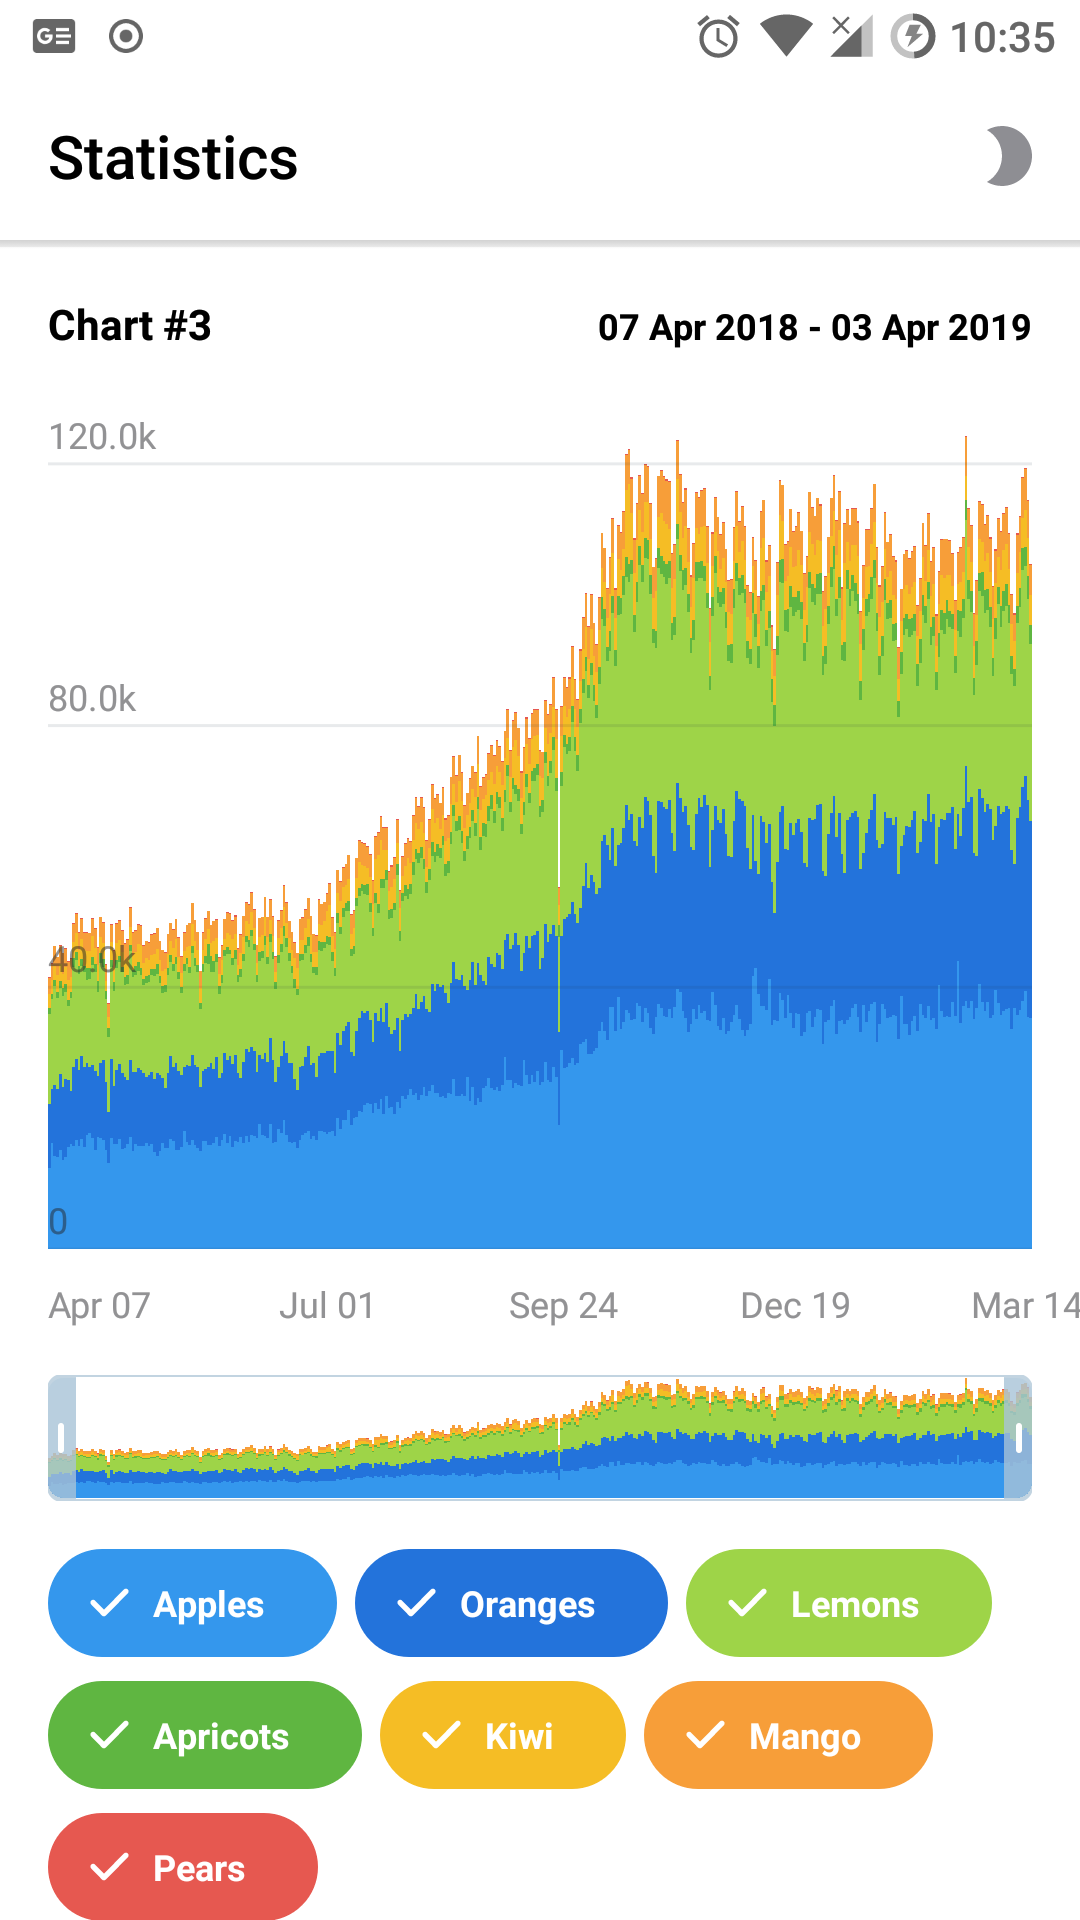 GE
10:35
Statistics
Chart #3
07 Apr 2018 - 03 Apr 2019
120.0k
80.0k
40.0k
0
Apr 07 Jul 01 Sep 24 Dec 19 Mar 14
Apples Oranges Lemons
Apricots Kiwi Mango
Pears